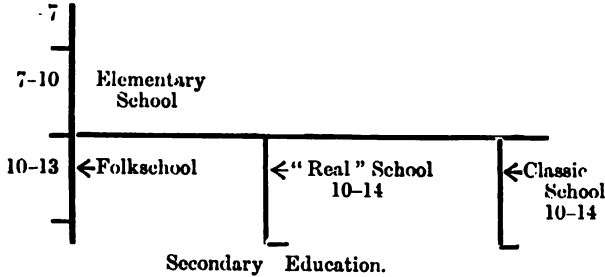 -7
7-10 Elementary
School
10-13 ←Folkschool ←“ Real ” School ←Classic
10-14 School
10-14
Secondary Education.